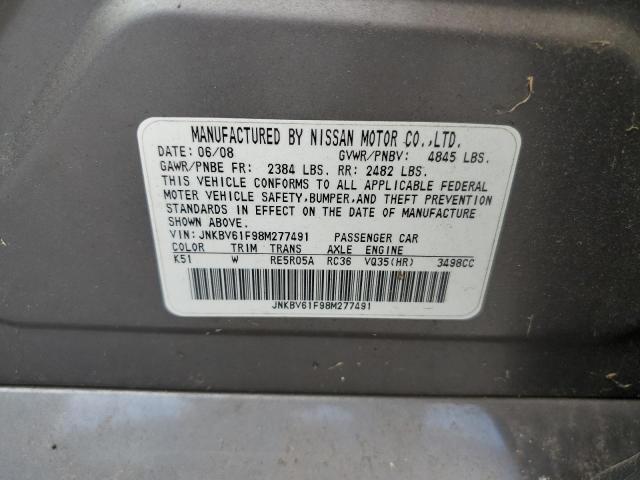 MANUFACTURED BY NISSAN MOTOR CO.,LTD.
DATE: 06/08 GVWR/PNBV: 4845 LBS.
GAWR/PNBE FR: 2384 LBS. RR: 2482 LBS.
THIS VEHICLE CONFORMS TO ALL APPLICABLE FEDERAL
MOTOR VEHICLE SAFETY,BUMPER,AND THEFT PREVENTION
STANDARDS IN EFFECT ON THE DATE OF MANUFACTURE
SHOWN ABOVE.
VIN: JNKBV61F98M277491 PASSENGER CAR
COLOR TRIM TRANS AXLE ENGINE
K51 W RE5R05A RC36 VQ35(HR) 3498CC
JNKBV61F98M277491